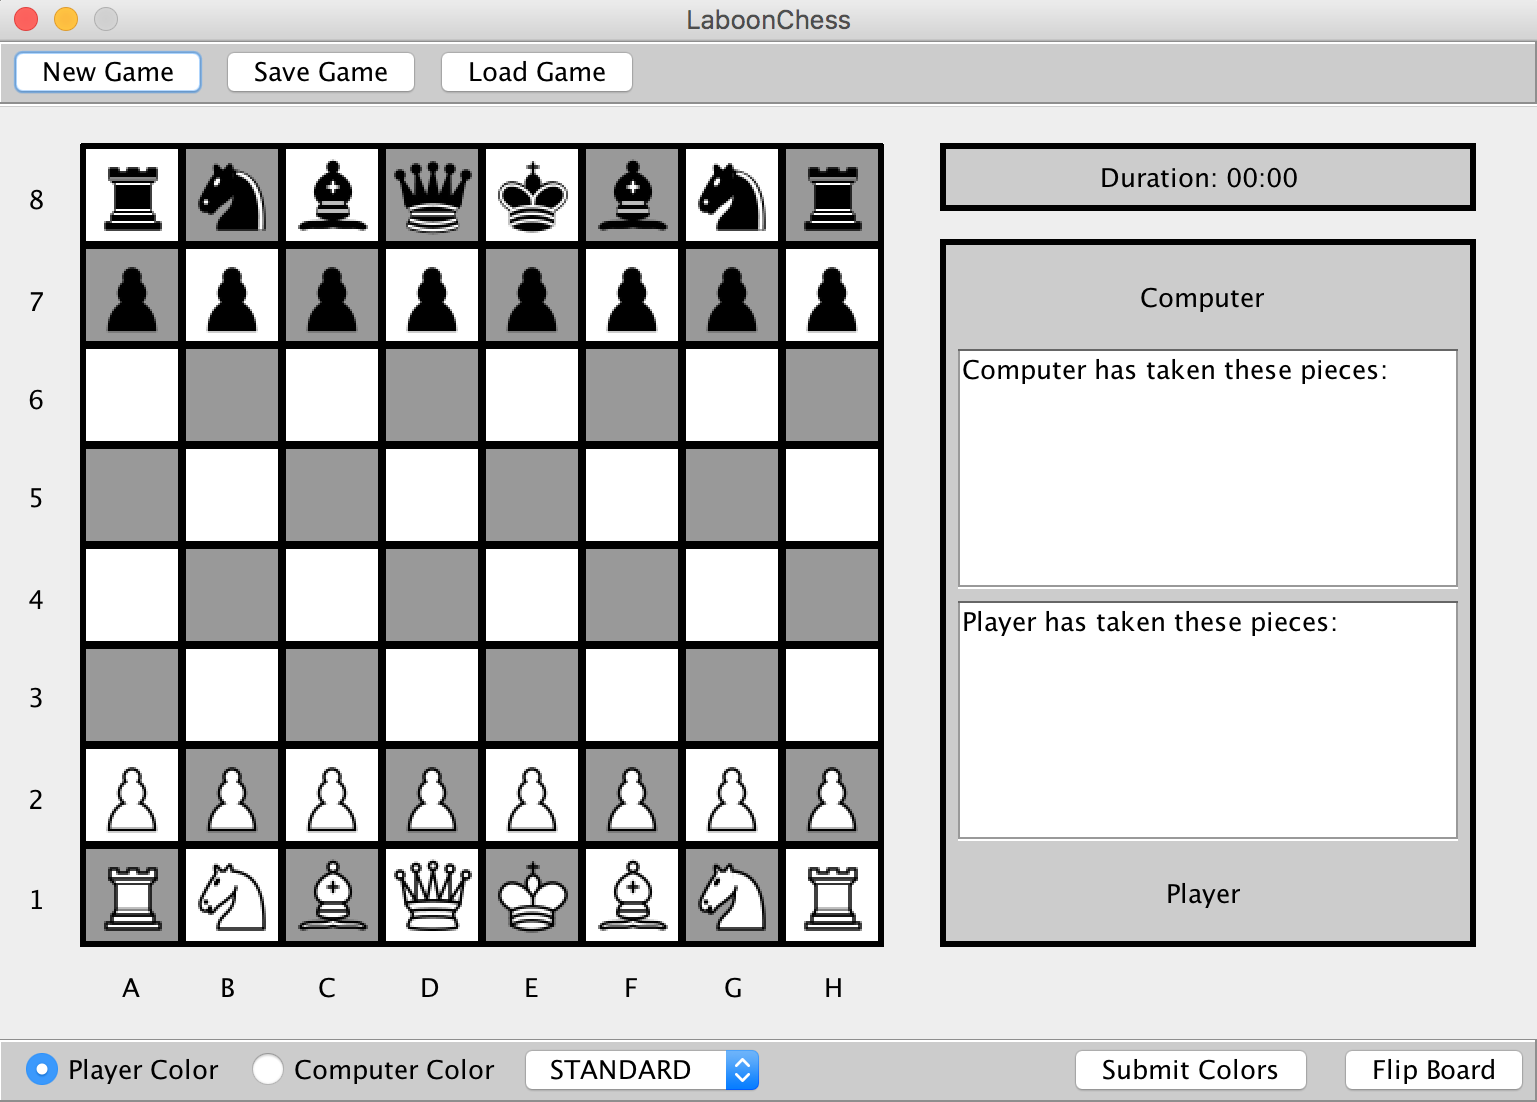 LaboonChess
New Game Save Game Load Game
8
7
6
5
4
3
2
1
A B C D E F G H
Duration: 00:00
Computer
Computer has taken these pieces:
Player has taken these pieces:
Player
Player Color Computer Color STANDARD Submit Colors Flip Board